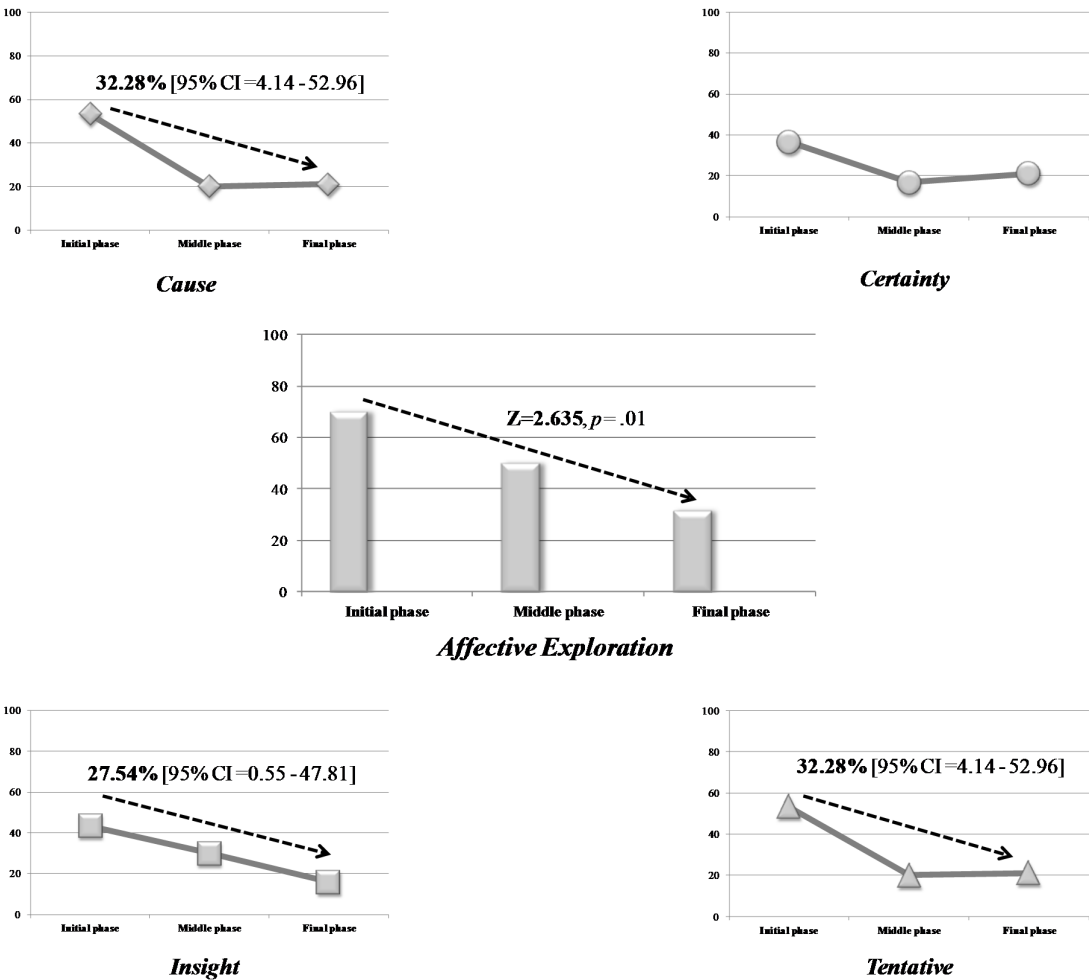 100
80
32.28% [95% CI =4.14 - 52.96]
60
40
20
0
Initial phase Middle phase Final phase
Cause
100
80
60
40
20
0
Initial phase Middle phase Final phase
Certainty
100
80
Z=2.635, p= .01
60
40
20
0
Initial phase Middle phase Final phase
Affective Exploration
100
80
27.54% [95% CI =0.55 - 47.81]
60
40
20
0
Initial phase Middle phase Final phase
Insight
100
80
32.28% [95% CI =4.14 - 52.96]
60
40
20
0
Initial phase Middle phase Final phase
Tentative